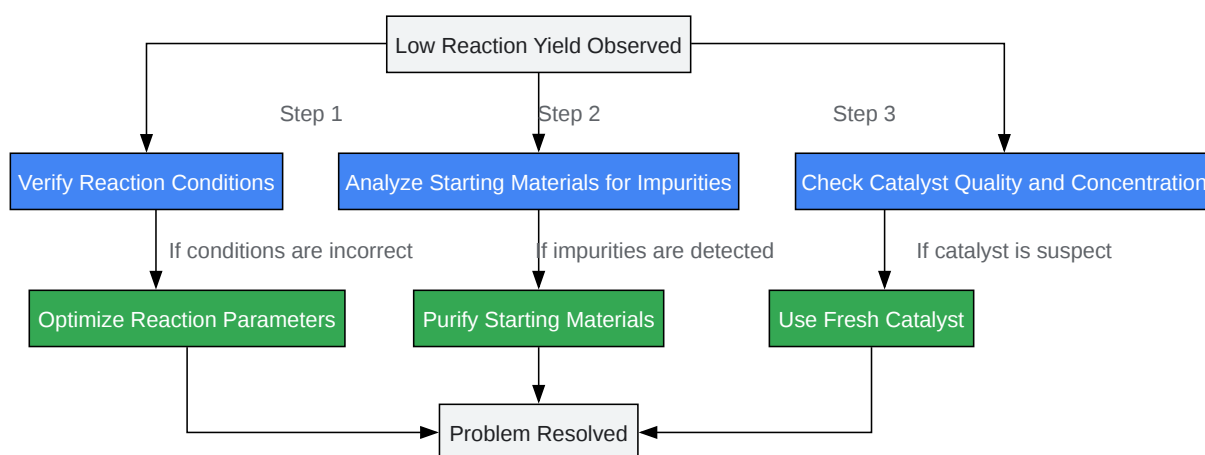 Low Reaction Yield Observed
Step 1
Step 2
Step 3
Verify Reaction Conditions
Analyze Starting Materials for Impurities
Check Catalyst Quality and Concentration
If conditions are incorrect
If impurities are detected
If catalyst is suspect
Optimize Reaction Parameters
Purify Starting Materials
Use Fresh Catalyst
Problem Resolved